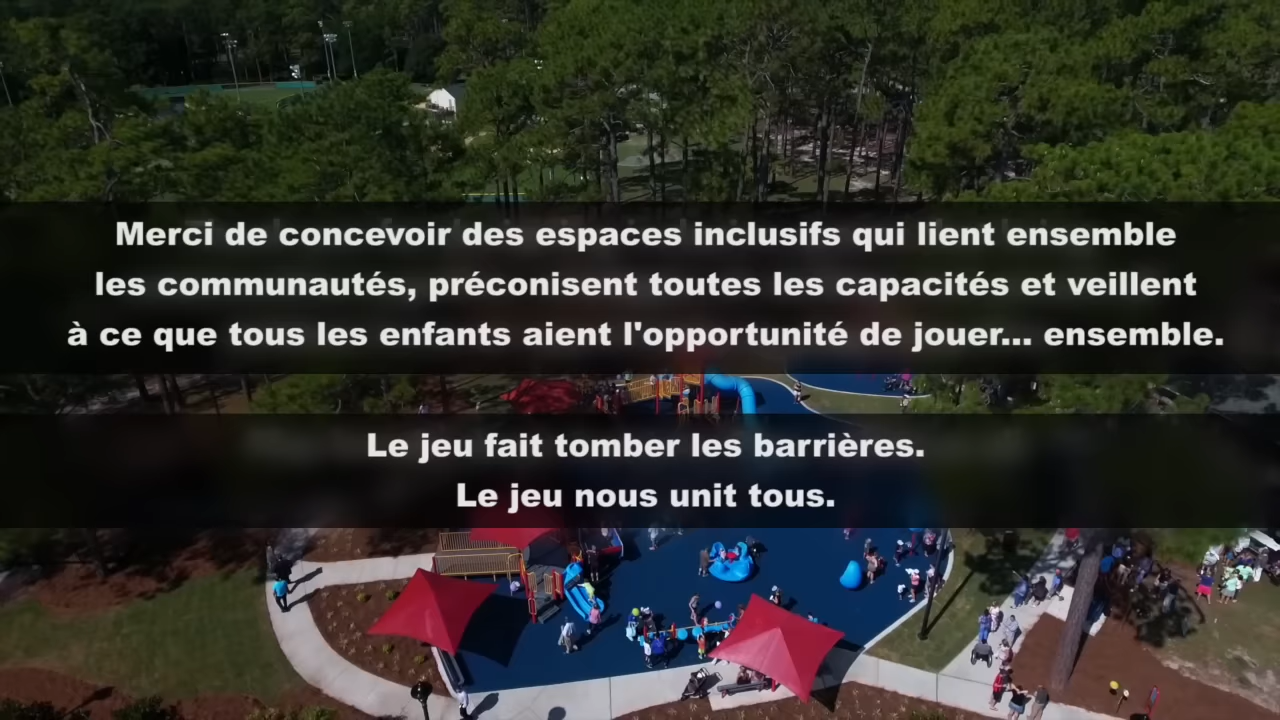 Merci de concevoir des espaces inclusifs qui lient ensemble
les communautés, préconisent toutes les capacités et veillent
à ce que tous les enfants aient l'opportunité de jouer... ensemble.
Le jeu fait tomber les barrières.
Le jeu nous unit tous.